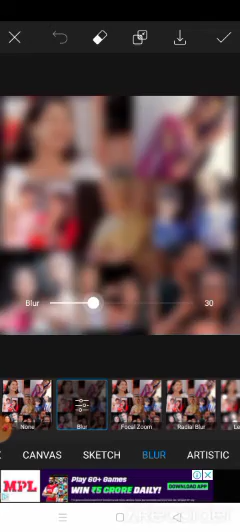 Blur 30
None Blur Focal Zoom Radial Blur Le
CANVAS SKETCH BLUR ARTISTIC
MPL Play 60+ Games
WIN ₹5 CRORE DAILY! DOWNLOAD APP